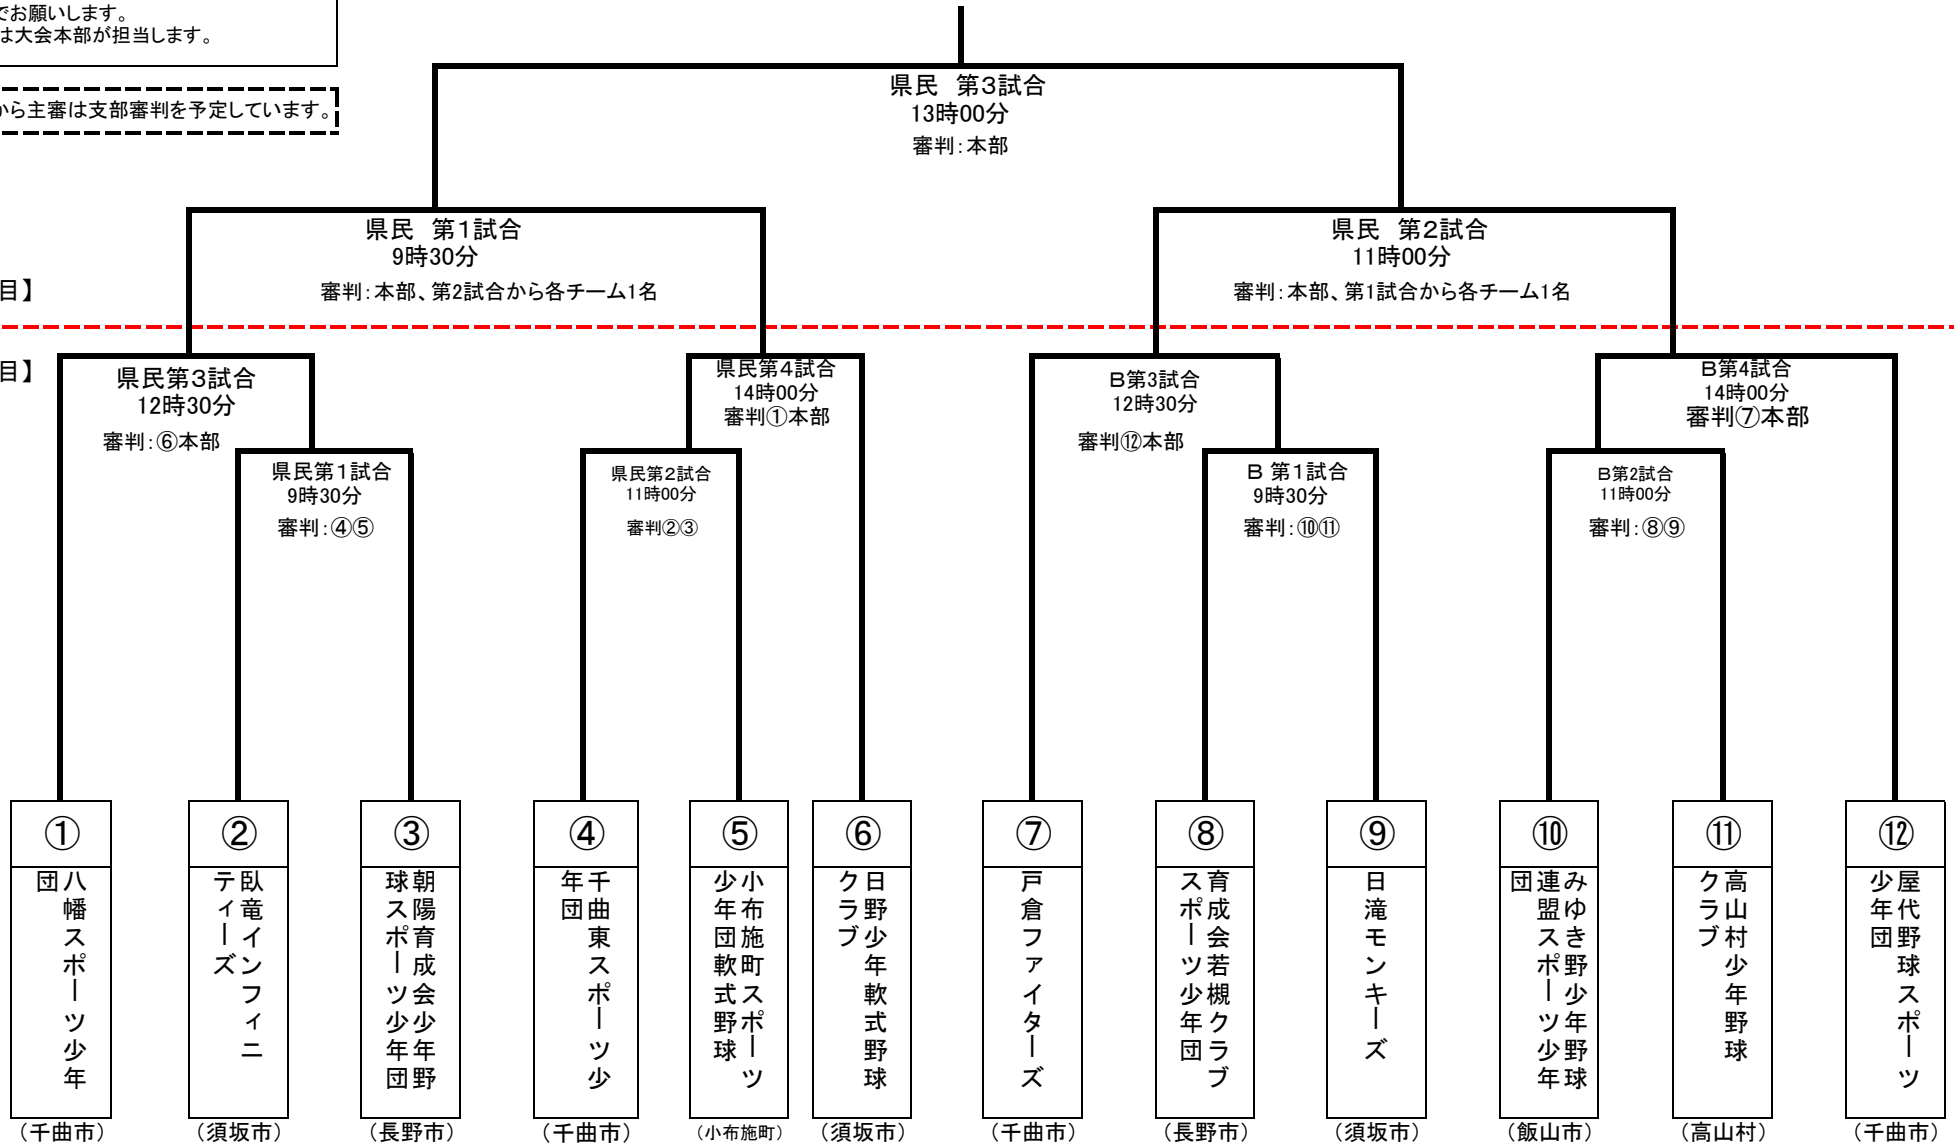 でお願いします。
は大会本部が担当します。
から主審は支部審判を予定しています。
県民　第3試合
13時00分
審判：本部
県民　第1試合
9時30分
審判：本部、第2試合から各チーム1名
県民　第2試合
11時00分
審判：本部、第1試合から各チーム1名
目】
目】
県民第3試合
12時30分
審判：⑥本部
県民第4試合
14時00分
審判①本部
B第3試合
12時30分
審判⑫本部
B第4試合
14時00分
審判⑦本部
県民第1試合
9時30分
審判：④⑤
県民第2試合
11時00分
審判②③
B 第1試合
9時30分
審判：⑩⑪
B第2試合
11時00分
審判：⑧⑨
①
八幡スポーツ少年
団
（千曲市）
②
臥竜インフィニ
ティーズ
（須坂市）
③
朝陽育成会少年野
球スポーツ少年団
（長野市）
④
千曲東スポーツ少
年団
（千曲市）
⑤
小布施町スポーツ
少年団軟式野球
（小布施町）
⑥
日野少年軟式野球
クラブ
（須坂市）
⑦
戸倉ファイターズ
（千曲市）
⑧
育成会若槻クラブ
スポーツ少年団
（長野市）
⑨
日滝モンキーズ
（須坂市）
⑩
みゆき野少年野球
連盟スポーツ少年
団
（飯山市）
⑪
高山村少年野球
クラブ
（高山村）
⑫
屋代野球スポーツ
少年団
（千曲市）